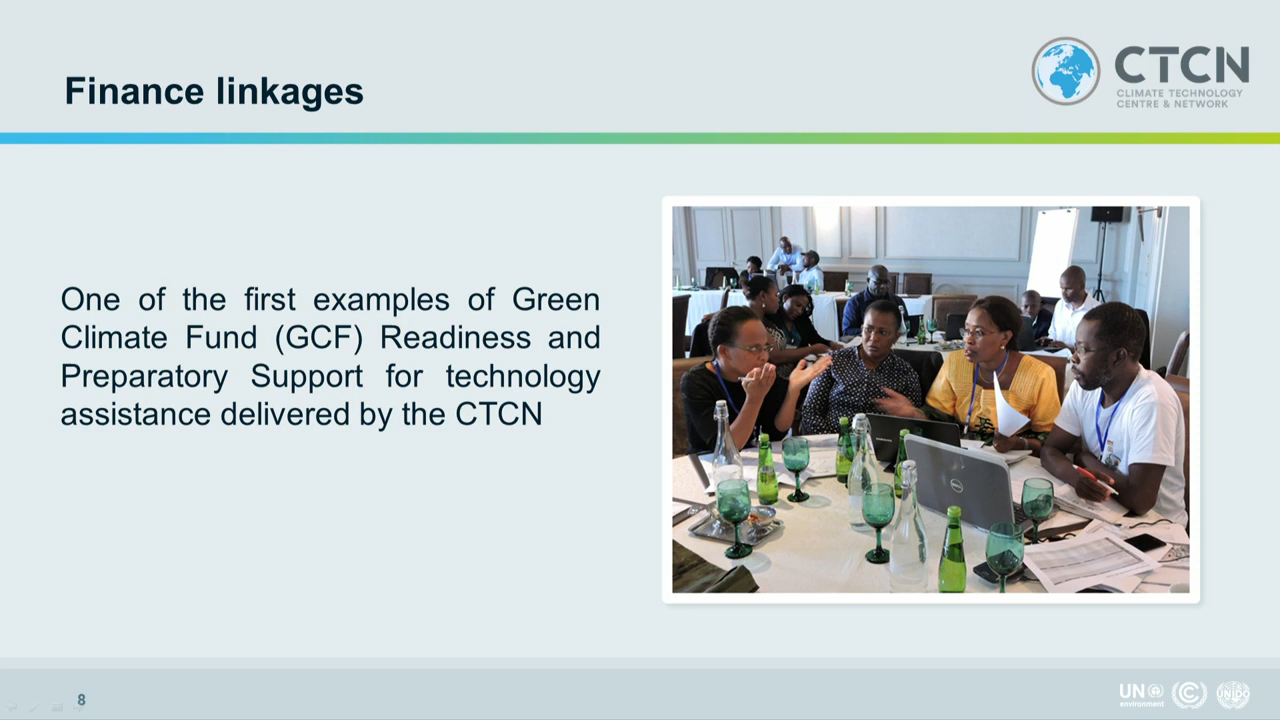 Finance linkages
CTCN
CLIMATE TECHNOLOGY
CENTRE & NETWORK
One of the first examples of Green
Climate Fund (GCF) Readiness and
Preparatory Support for technology
assistance delivered by the CTCN
DELL
8
UN
environment
UNIDO